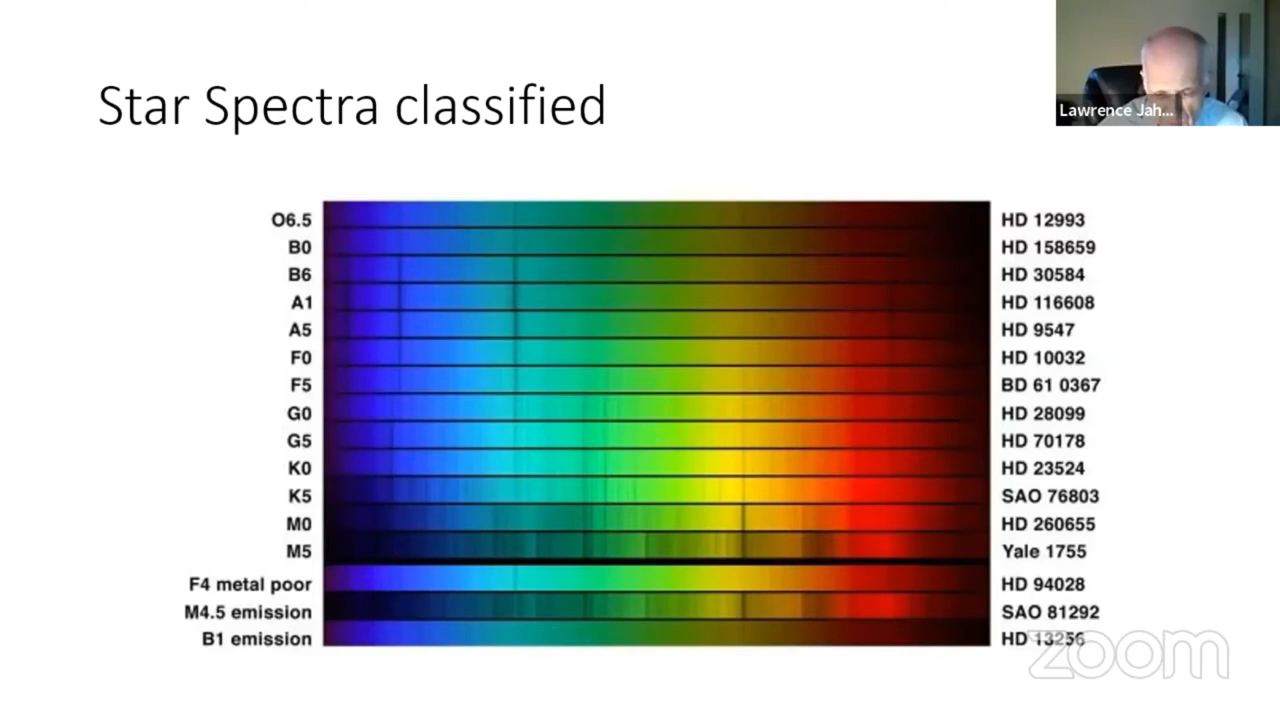 Lawrence Jah...
Star Spectra classified
O6.5 HD 12993
B0 HD 158659
B6 HD 30584
A1 HD 116608
A5 HD 9547
F0 HD 10032
F5 BD 61 0367
G0 HD 28099
G5 HD 70178
K0 HD 23524
K5 SAO 76803
M0 HD 260655
M5 Yale 1755
F4 metal poor HD 94028
M4.5 emission SAO 81292
B1 emission HD 13256
zoom